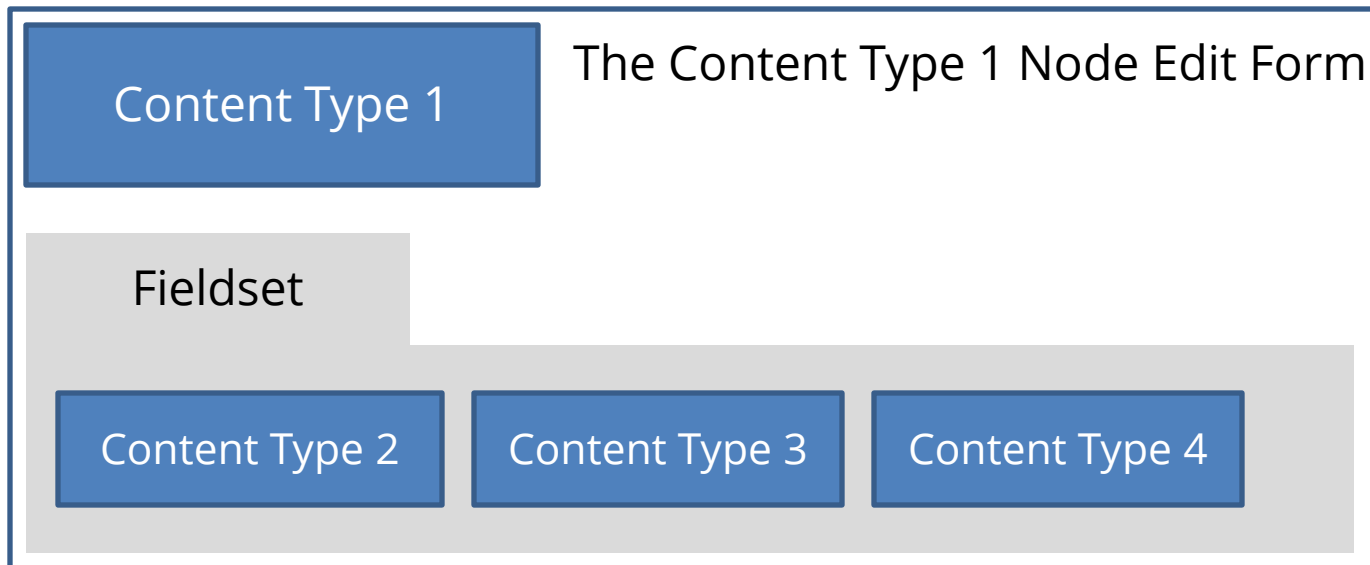 Content Type 1
The Content Type 1 Node Edit Form
Fieldset
Content Type 2
Content Type 3
Content Type 4